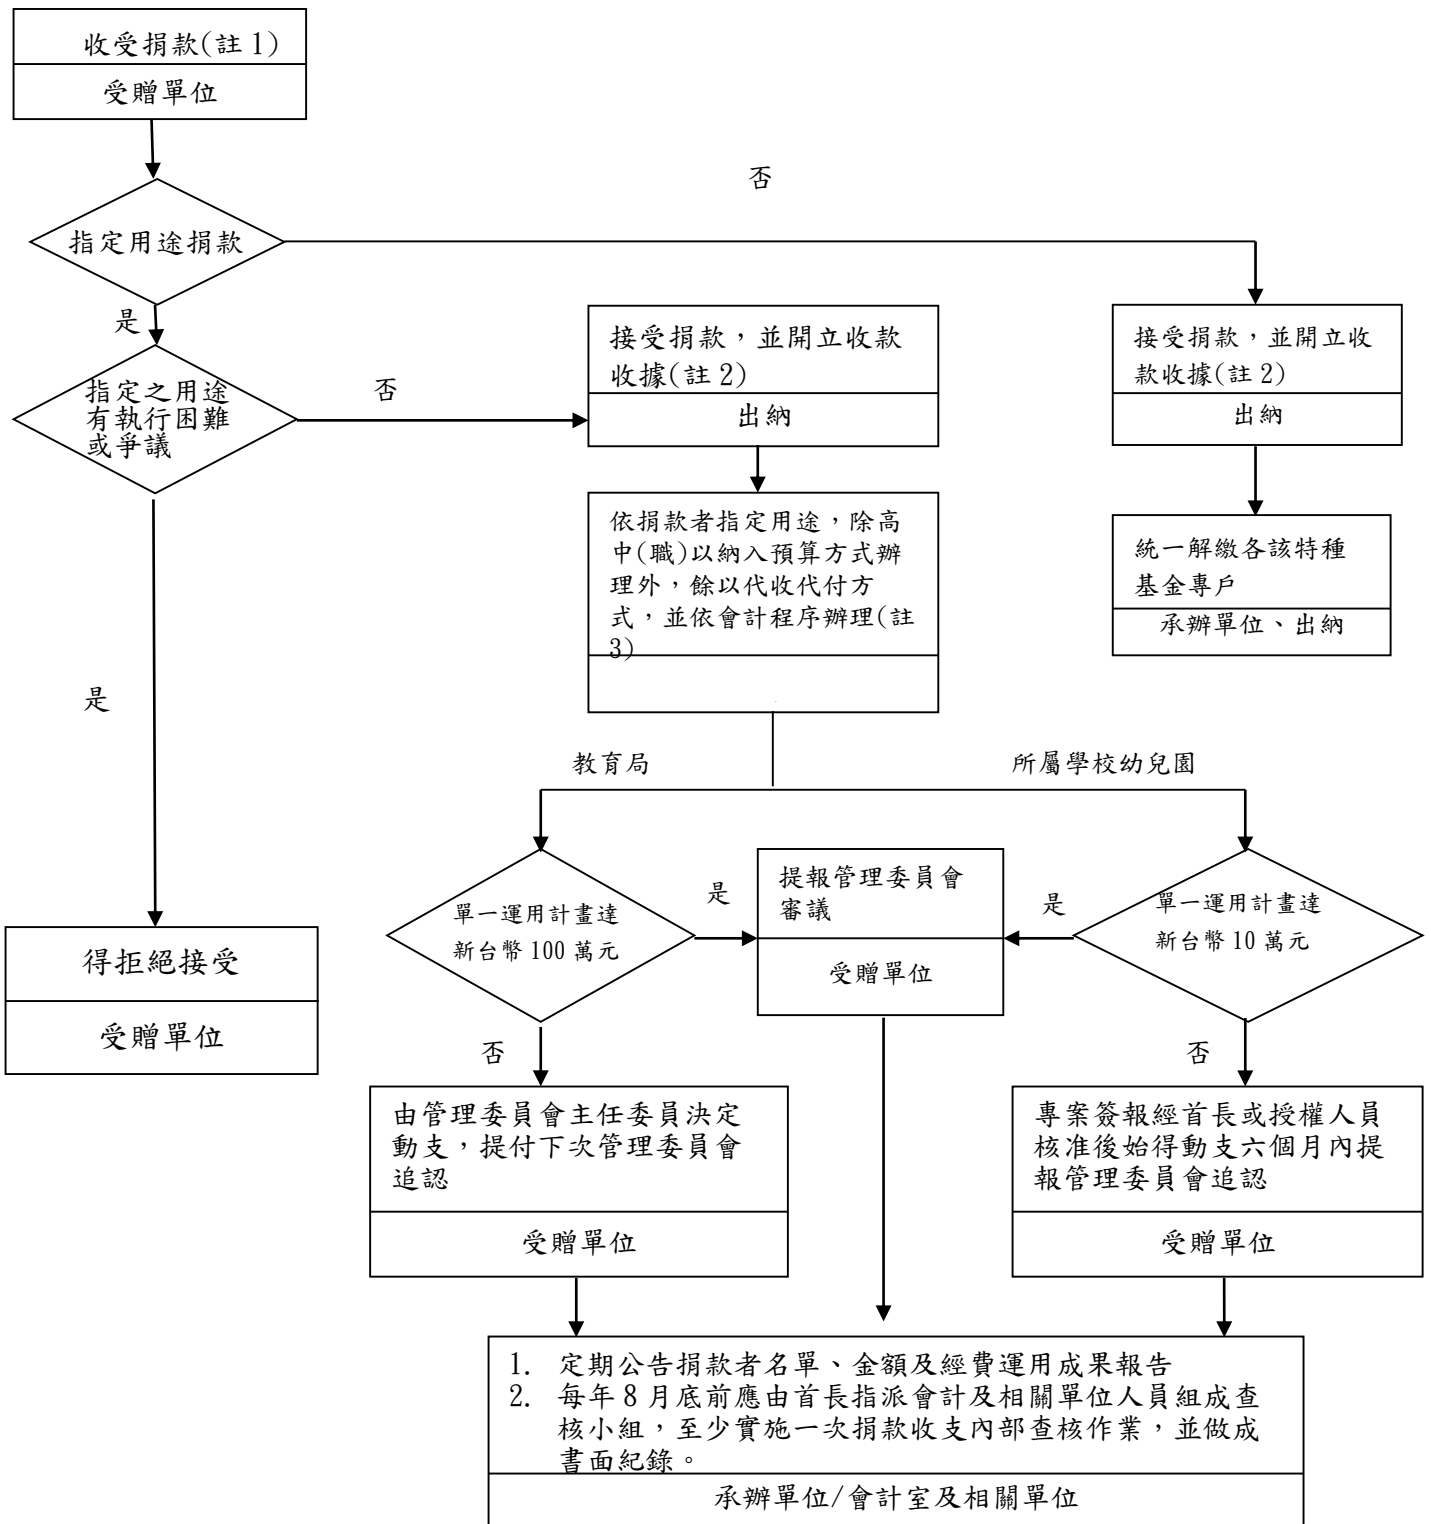 收受捐款(註1)
受贈單位
否
指定用途捐款
是
指定之用途
有執行困難
或爭議
否
接受捐款，並開立收款
收據(註2)
出納
接受捐款，並開立收
款收據(註2)
出納
依捐款者指定用途，除高
中(職)以納入預算方式辦
理外，餘以代收代付方
式，並依會計程序辦理(註
3)
統一解繳各該特種
基金專戶
承辦單位、出納
是
得拒絕接受
受贈單位
教育局
所屬學校幼兒園
單一運用計畫達
新台幣100萬元
是
提報管理委員會
審議
受贈單位
是
單一運用計畫達
新台幣10萬元
否
否
由管理委員會主任委員決定
動支，提付下次管理委員會
追認
受贈單位
專案簽報經首長或授權人員
核准後始得動支六個月內提
報管理委員會追認
受贈單位
1. 定期公告捐款者名單、金額及經費運用成果報告
2. 每年8月底前應由首長指派會計及相關單位人員組成查
核小組，至少實施一次捐款收支內部查核作業，並做成
書面紀錄。
承辦單位/會計室及相關單位